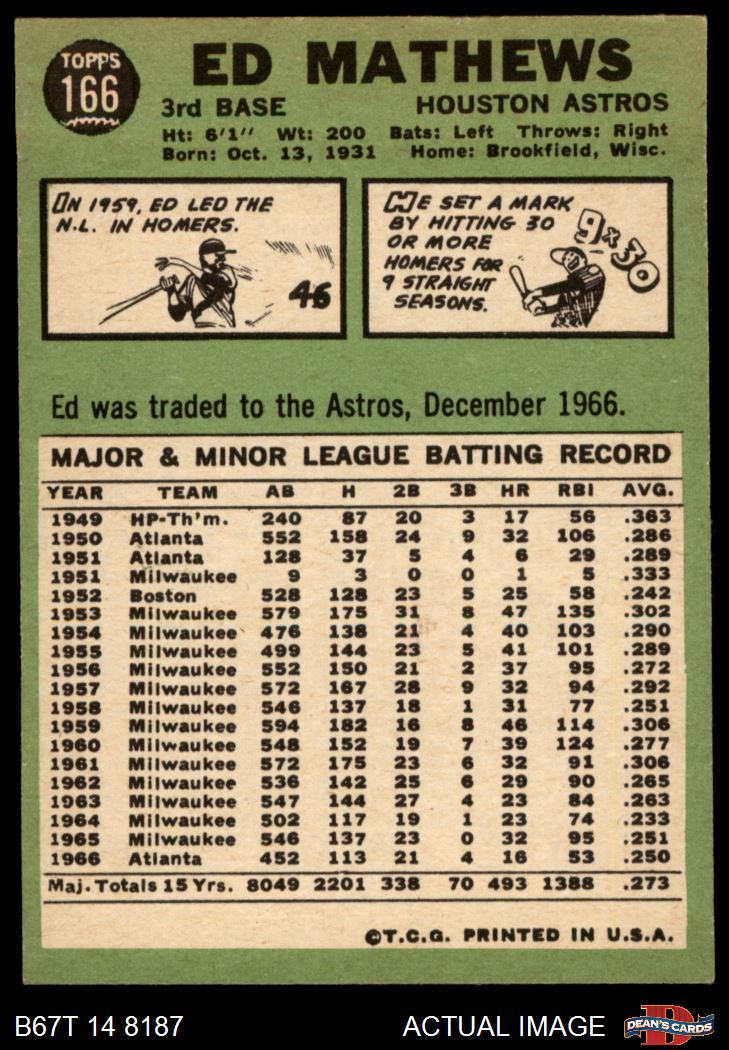 TOPPS
166
ED MATHEWS
3rd BASE HOUSTON ASTROS
Ht: 6'1" Wt: 200 Bats: Left Throws: Right
Born: Oct. 13, 1931 Home: Brookfield, Wisc.
IN 1959, ED LED THE
N.L. IN HOMERS.
46
HE SET A MARK
BY HITTING 30
OR MORE
HOMERS FOR
9 STRAIGHT
SEASONS.
9x30
Ed was traded to the Astros, December 1966.
MAJOR & MINOR LEAGUE BATTING RECORD
YEAR TEAM AB H 2B 3B HR RBI AVG.
1949 HP-Th'm. 240 87 20 3 17 56 .363
1950 Atlanta 552 158 24 9 32 106 .286
1951 Atlanta 128 37 5 4 6 29 .289
1951 Milwaukee 9 3 0 0 1 5 .333
1952 Boston 528 128 23 5 25 58 .242
1953 Milwaukee 579 175 31 8 47 135 .302
1954 Milwaukee 476 138 21 4 40 103 .290
1955 Milwaukee 499 144 23 5 41 101 .289
1956 Milwaukee 552 150 21 2 37 95 .272
1957 Milwaukee 572 167 28 9 32 94 .292
1958 Milwaukee 546 137 18 1 31 77 .251
1959 Milwaukee 594 182 16 8 46 114 .306
1960 Milwaukee 548 152 19 7 39 124 .277
1961 Milwaukee 572 175 23 6 32 91 .306
1962 Milwaukee 536 142 25 6 29 90 .265
1963 Milwaukee 547 144 27 4 23 84 .263
1964 Milwaukee 502 117 19 1 23 74 .233
1965 Milwaukee 546 137 23 0 32 95 .251
1966 Atlanta 452 113 21 4 16 53 .250
Maj. Totals 15 Yrs. 8049 2201 338 70 493 1388 .273
©T.C.G. PRINTED IN U.S.A.
B67T 14 8187 ACTUAL IMAGE
D
DEAN'S CARDS